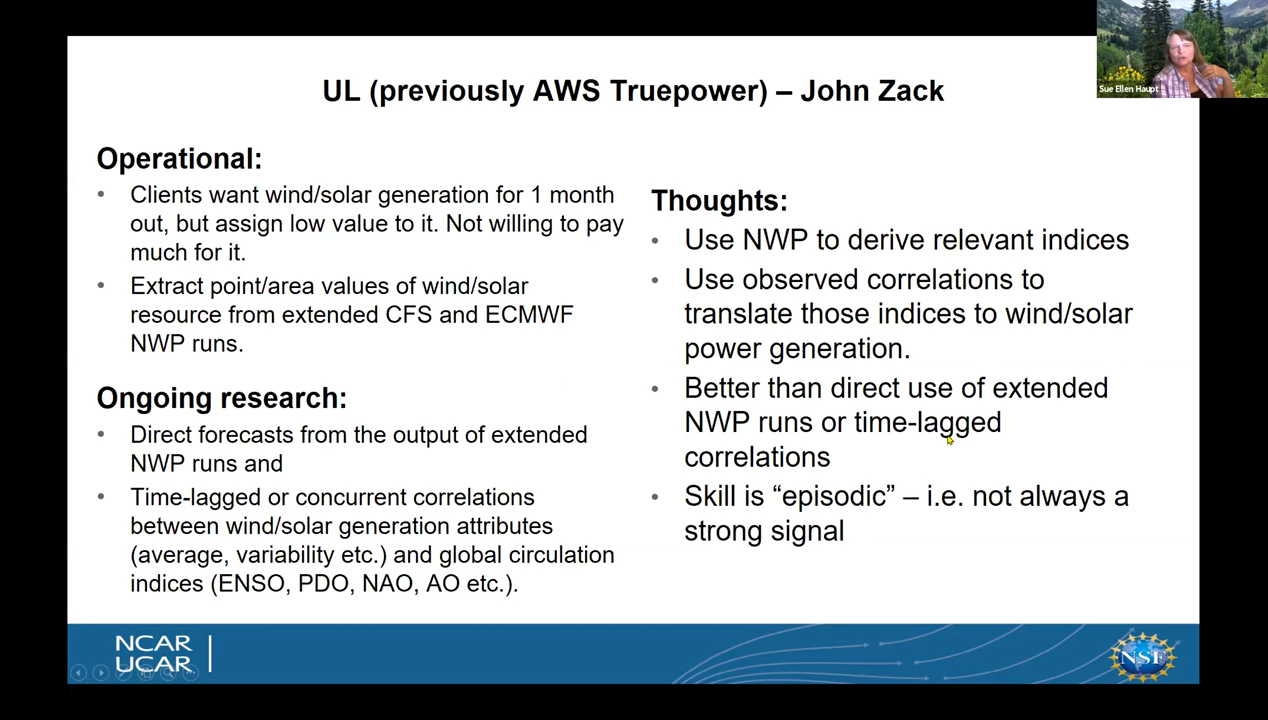 UL (previously AWS Truepower) – John Zack
Operational:
• Clients want wind/solar generation for 1 month
out, but assign low value to it. Not willing to pay
much for it.
• Extract point/area values of wind/solar
resource from extended CFS and ECMWF
NWP runs.
Ongoing research:
• Direct forecasts from the output of extended
NWP runs and
• Time-lagged or concurrent correlations
between wind/solar generation attributes
(average, variability etc.) and global circulation
indices (ENSO, PDO, NAO, AO etc.).
Thoughts:
• Use NWP to derive relevant indices
• Use observed correlations to
translate those indices to wind/solar
power generation.
• Better than direct use of extended
NWP runs or time-lagged
correlations
• Skill is “episodic” – i.e. not always a
strong signal
Sue Ellen Haupt
NCAR
UCAR
NSF